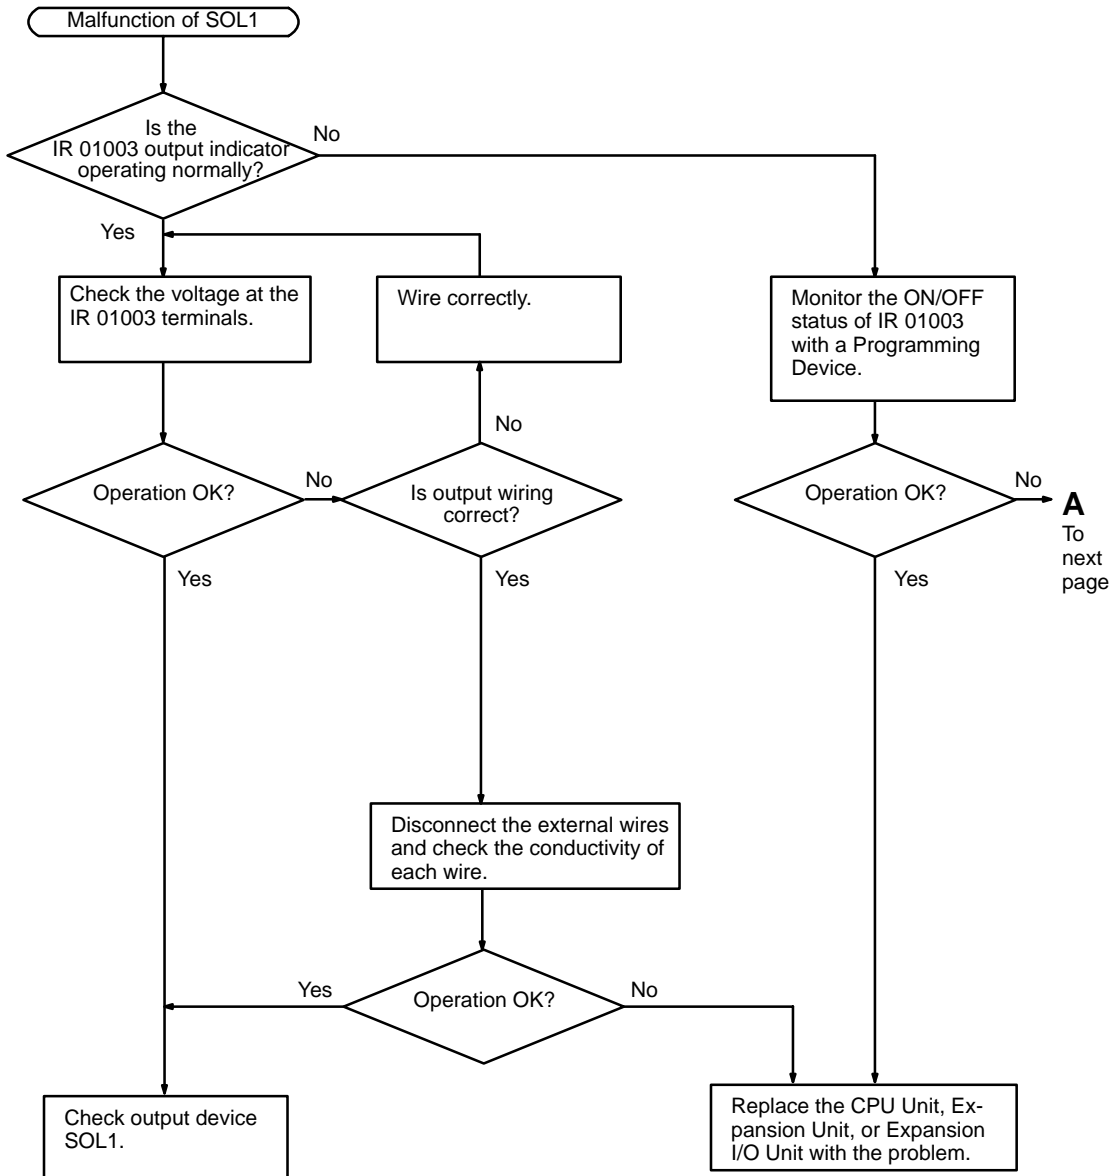 Malfunction of SOL1
Is the
IR 01003 output indicator
operating normally?
No
Yes
Check the voltage at the
IR 01003 terminals.
Wire correctly.
Monitor the ON/OFF
status of IR 01003
with a Programming
Device.
No
Operation OK?
No
Is output wiring
correct?
Operation OK?
No
A
To
next
page
Yes
Yes
Yes
Disconnect the external wires
and check the conductivity of
each wire.
Yes
Operation OK?
No
Check output device
SOL1.
Replace the CPU Unit, Ex-
pansion Unit, or Expansion
I/O Unit with the problem.